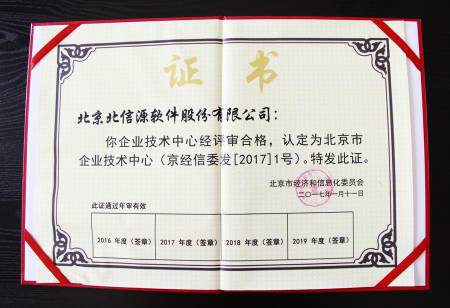 证书
北京北信源软件股份有限公司：
你企业技术中心经评审合格，认定为北京市
企业技术中心（京经信委发[2017]1号）。特发此证。
北京市经济和信息化委员会
二〇一七年一月十一日
此证通过年审有效
2016 年度（签章） 2017 年度（签章） 2018 年度（签章） 2019 年度（签章）